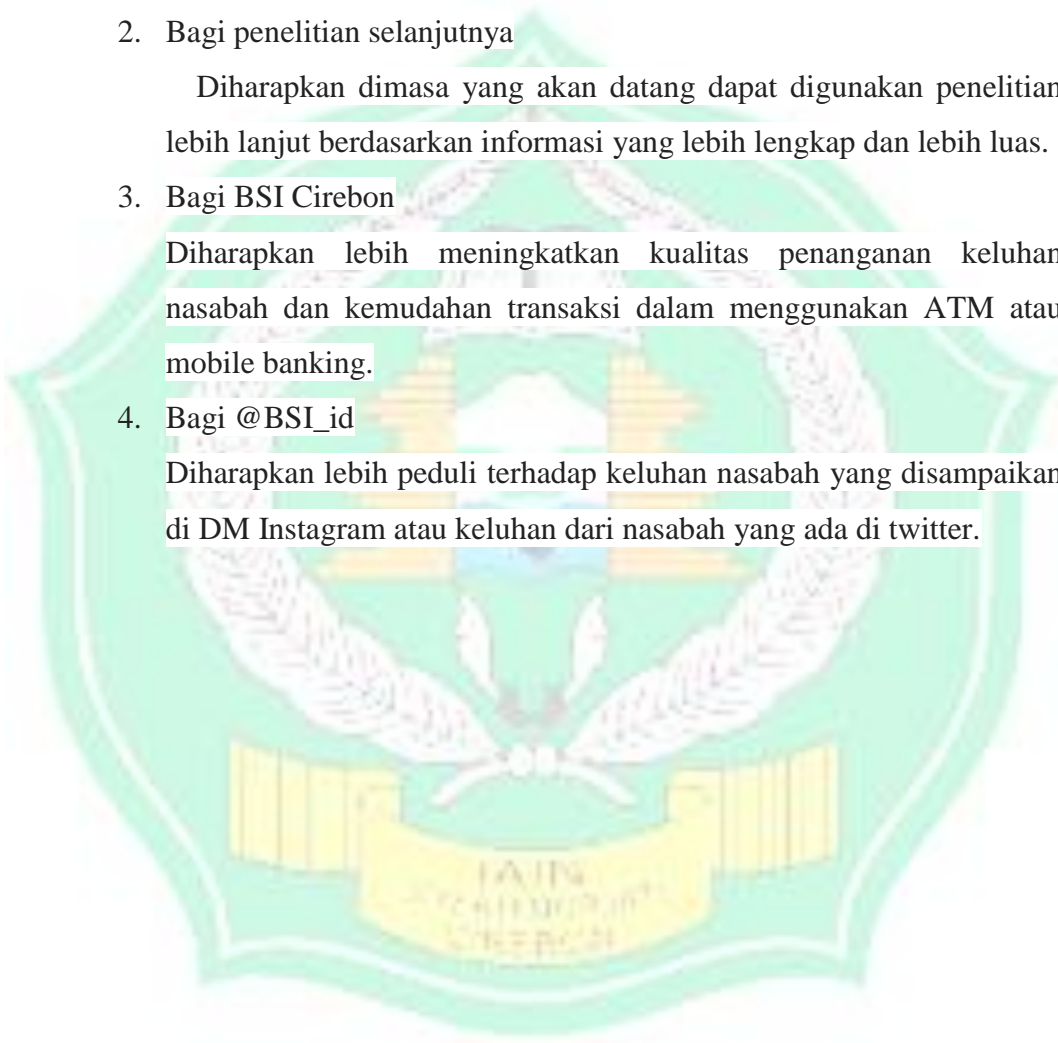 2. Bagi penelitian selanjutnya
Diharapkan dimasa yang akan datang dapat digunakan penelitian
lebih lanjut berdasarkan informasi yang lebih lengkap dan lebih luas.
3. Bagi BSI Cirebon
Diharapkan lebih meningkatkan kualitas penanganan keluhan
nasabah dan kemudahan transaksi dalam menggunakan ATM atau
mobile banking.
4. Bagi @BSI_id
Diharapkan lebih peduli terhadap keluhan nasabah yang disampaikan
di DM Instagram atau keluhan dari nasabah yang ada di twitter.
IAIN
CIREBON